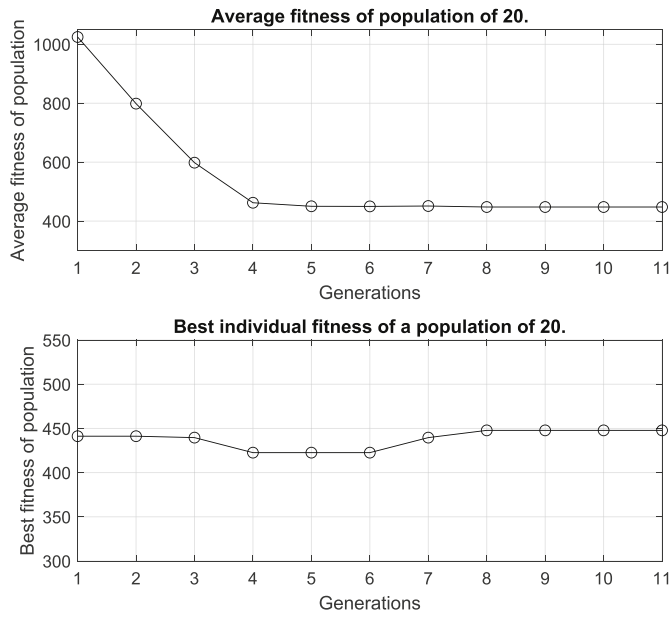 Average fitness of population of 20.
Average fitness of population
1000
800
600
400
1 2 3 4 5 6 7 8 9 10 11
Generations
Best individual fitness of a population of 20.
Best fitness of population
550
500
450
400
350
300
1 2 3 4 5 6 7 8 9 10 11
Generations